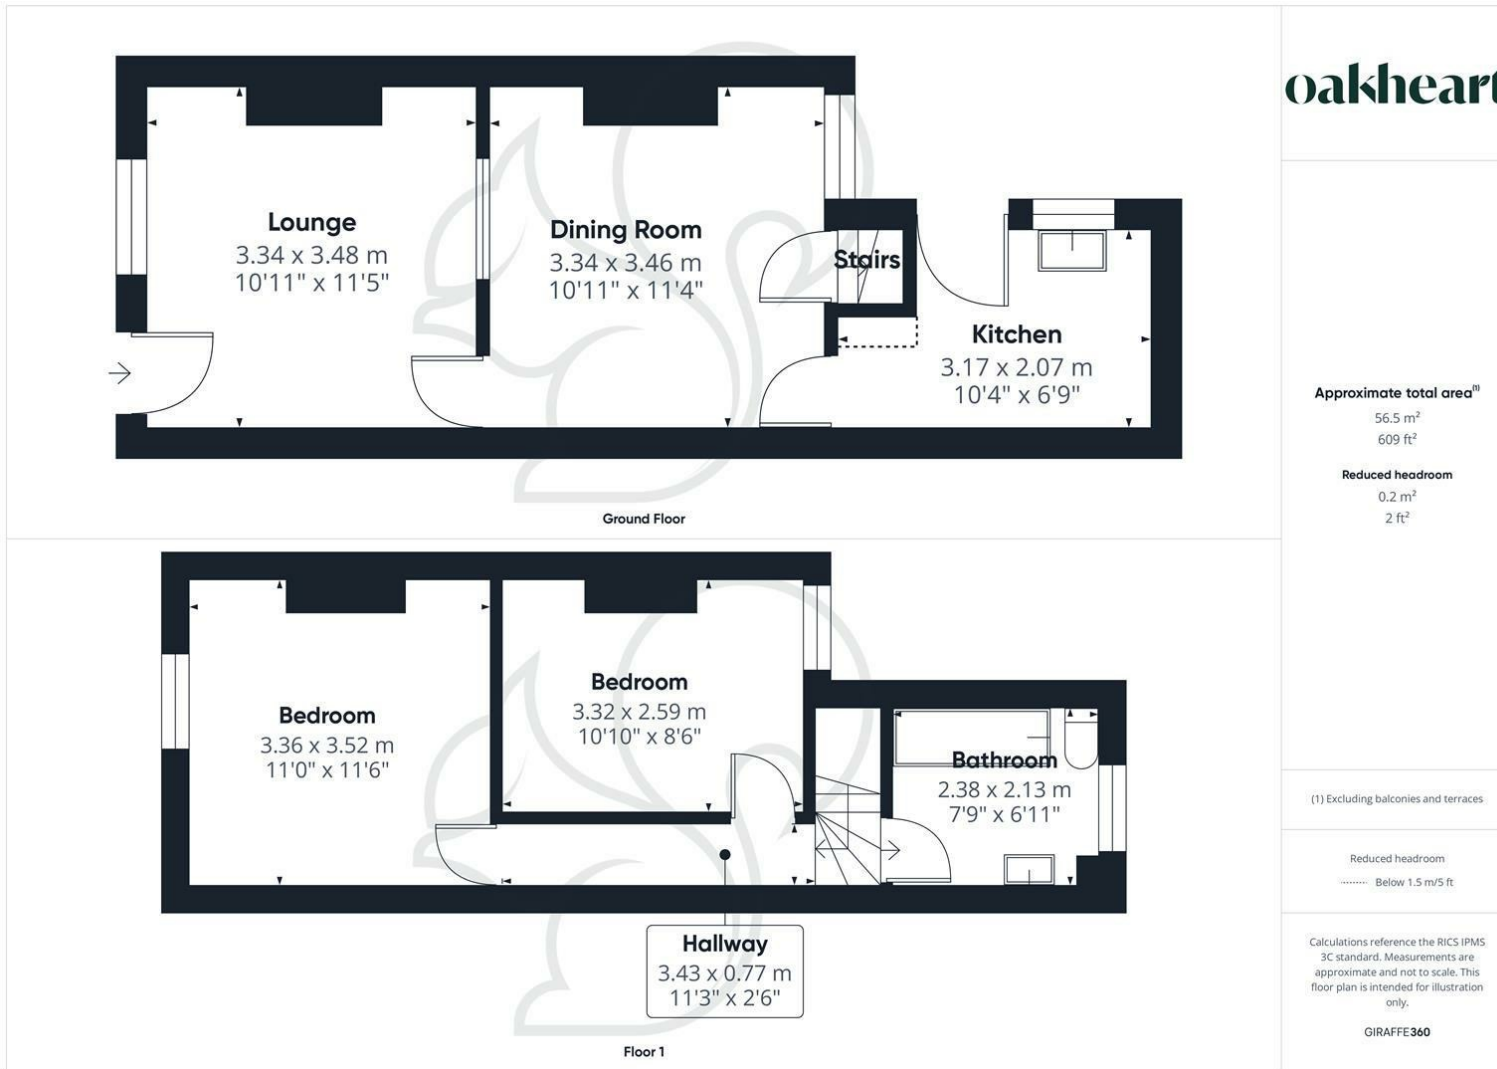 Lounge
3.34 x 3.48 m
10'11" x 11'5"
Dining Room
3.34 x 3.46 m
10'11" x 11'4"
Stairs
Kitchen
3.17 x 2.07 m
10'4" x 6'9"
Ground Floor
Bedroom
3.36 x 3.52 m
11'0" x 11'6"
Bedroom
3.32 x 2.59 m
10'10" x 8'6"
Bathroom
2.38 x 2.13 m
7'9" x 6'11"
Hallway
3.43 x 0.77 m
11'3" x 2'6"
Floor 1
oakheart
Approximate total area(1)
56.5 m²
609 ft²
Reduced headroom
0.2 m²
2 ft²
(1) Excluding balconies and terraces
Reduced headroom
Below 1.5 m/5 ft
Calculations reference the RICS IPMS
3C standard. Measurements are
approximate and not to scale. This
floor plan is intended for illustration
only.
GIRAFFE360